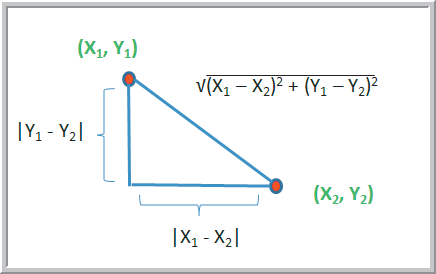 (X₁, Y₁)
√(X₁ – X₂)² + (Y₁ – Y₂)²
|Y₁ - Y₂|
(X₂, Y₂)
|X₁ - X₂|